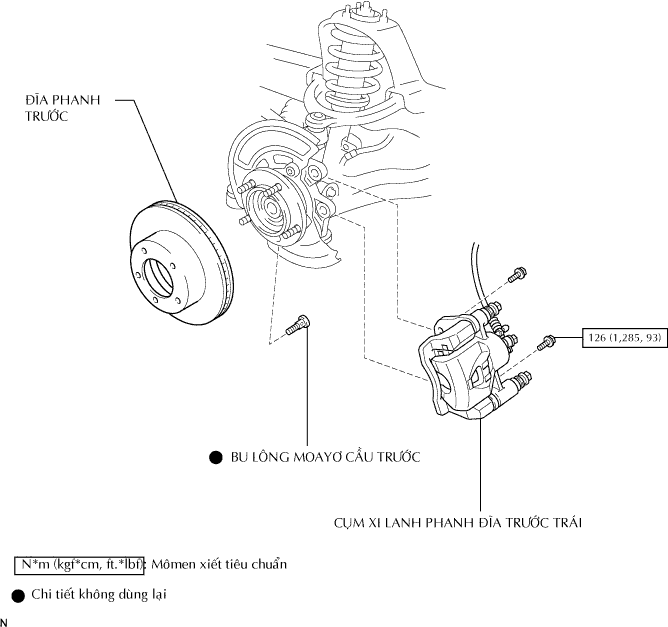 ĐĨA PHANH
TRƯỚC
126 (1,285, 93)
BU LÔNG MOAYƠ CẦU TRƯỚC
CỤM XI LANH PHANH ĐĨA TRƯỚC TRÁI
N*m (kgf*cm, ft.*lbf): Mômen xiết tiêu chuẩn
Chi tiết không dùng lại
N